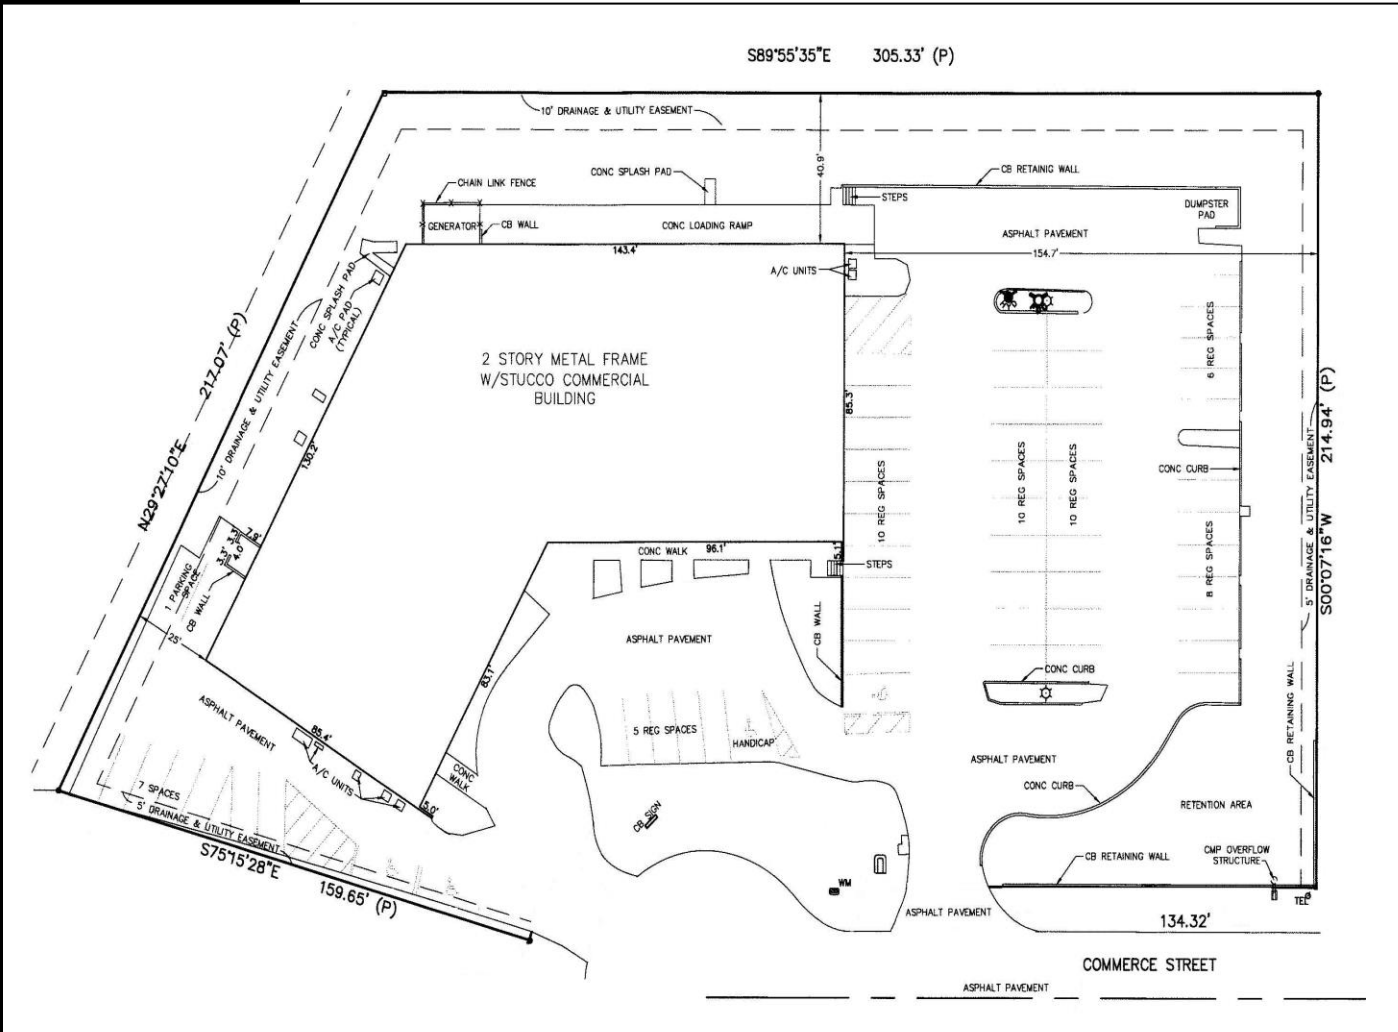 S89°55'35"E 305.33' (P)
10' DRAINAGE & UTILITY EASEMENT
40.9'
CONC SPLASH PAD
CB RETAINIG WALL
CHAIN LINK FENCE
STEPS
DUMPSTER
PAD
GENERATOR
CB WALL
CONC LOADING RAMP
ASPHALT PAVEMENT
143.4'
154.7'
A/C UNITS
CONC SPLASH PAD
A/C PAD
(TYPICAL)
217.07' (P)
N29°27'10"E
10' DRAINAGE & UTILITY EASEMENT
130.2'
2 STORY METAL FRAME
W/STUCCO COMMERCIAL
BUILDING
85.3'
6 REG SPACES
10 REG SPACES
10 REG SPACES
10 REG SPACES
CONC CURB
8 REG SPACES
5' DRAINAGE & UTILITY EASEMENT
S00°07'16"W 214.94' (P)
7.9'
3.3'
4.0'
3.3'
1 PARKING
SPACE
CB WALL
25'
CONC WALK
96.1'
5.1'
STEPS
CB WALL
ASPHALT PAVEMENT
83.1'
CONC CURB
CB RETAINING WALL
ASPHALT PAVEMENT
85.4'
5 REG SPACES
HANDICAP
ASPHALT PAVEMENT
A/C UNITS
CONC
WALK
5.0'
7 SPACES
5' DRAINAGE & UTILITY EASEMENT
CONC CURB
RETENTION AREA
CB SIGN
S75°15'28"E 159.65' (P)
WM
CB RETAINING WALL
CMP OVERFLOW
STRUCTURE
TEL
ASPHALT PAVEMENT
134.32'
COMMERCE STREET
ASPHALT PAVEMENT